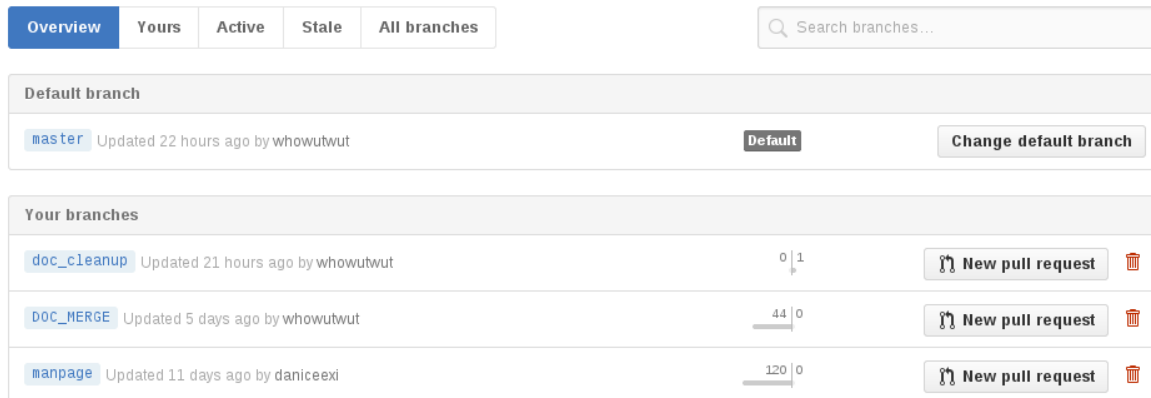 Overview Yours Active Stale All branches Search branches...
Default branch
master Updated 22 hours ago by whowutwut Default Change default branch
Your branches
doc_cleanup Updated 21 hours ago by whowutwut 0 1 New pull request
DOC_MERGE Updated 5 days ago by whowutwut 44 0 New pull request
manpage Updated 11 days ago by daniceexi 120 0 New pull request